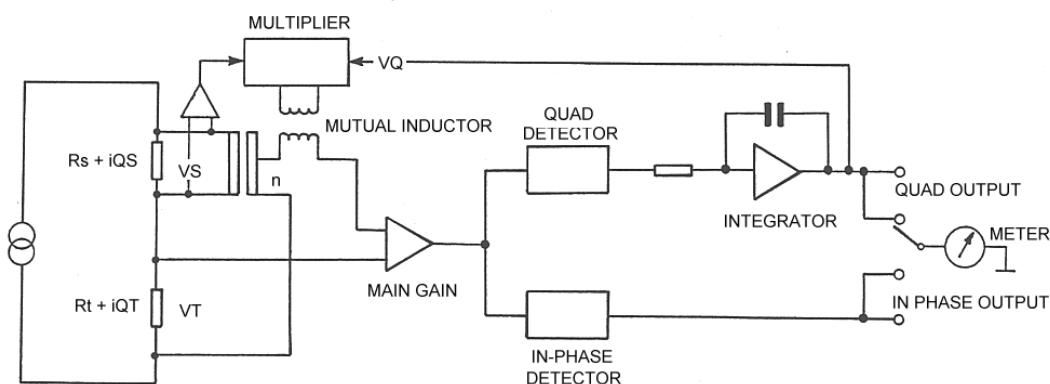 MULTIPLIER
VQ
MUTUAL INDUCTOR
QUAD
DETECTOR
Rs + iQS
VS
n
QUAD OUTPUT
INTEGRATOR
METER
MAIN GAIN
Rt + iQT
VT
IN PHASE OUTPUT
IN-PHASE
DETECTOR